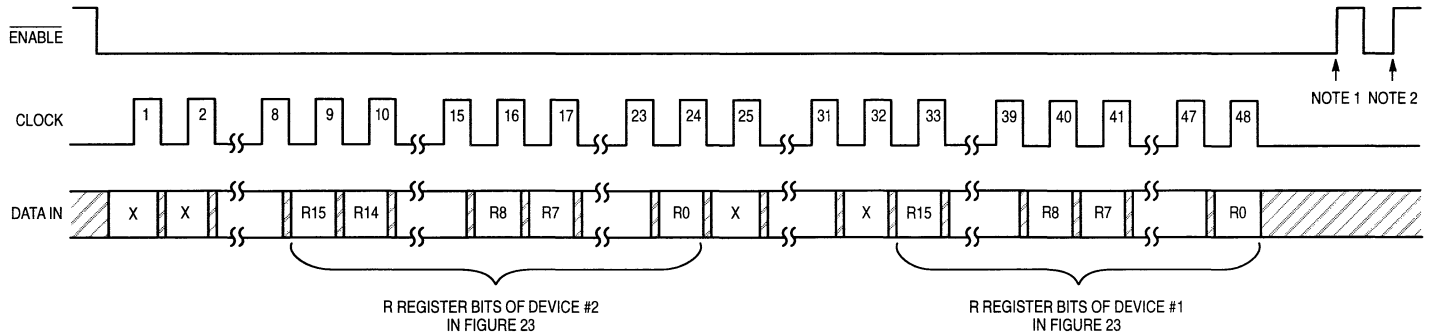 ENABLE
NOTE 1 NOTE 2
CLOCK 1 2 8 9 10 15 16 17 23 24 25 31 32 33 39 40 41 47 48
DATA IN X X R15 R14 R8 R7 R0 X X R15 R8 R7 R0
R REGISTER BITS OF DEVICE #2
IN FIGURE 23
R REGISTER BITS OF DEVICE #1
IN FIGURE 23